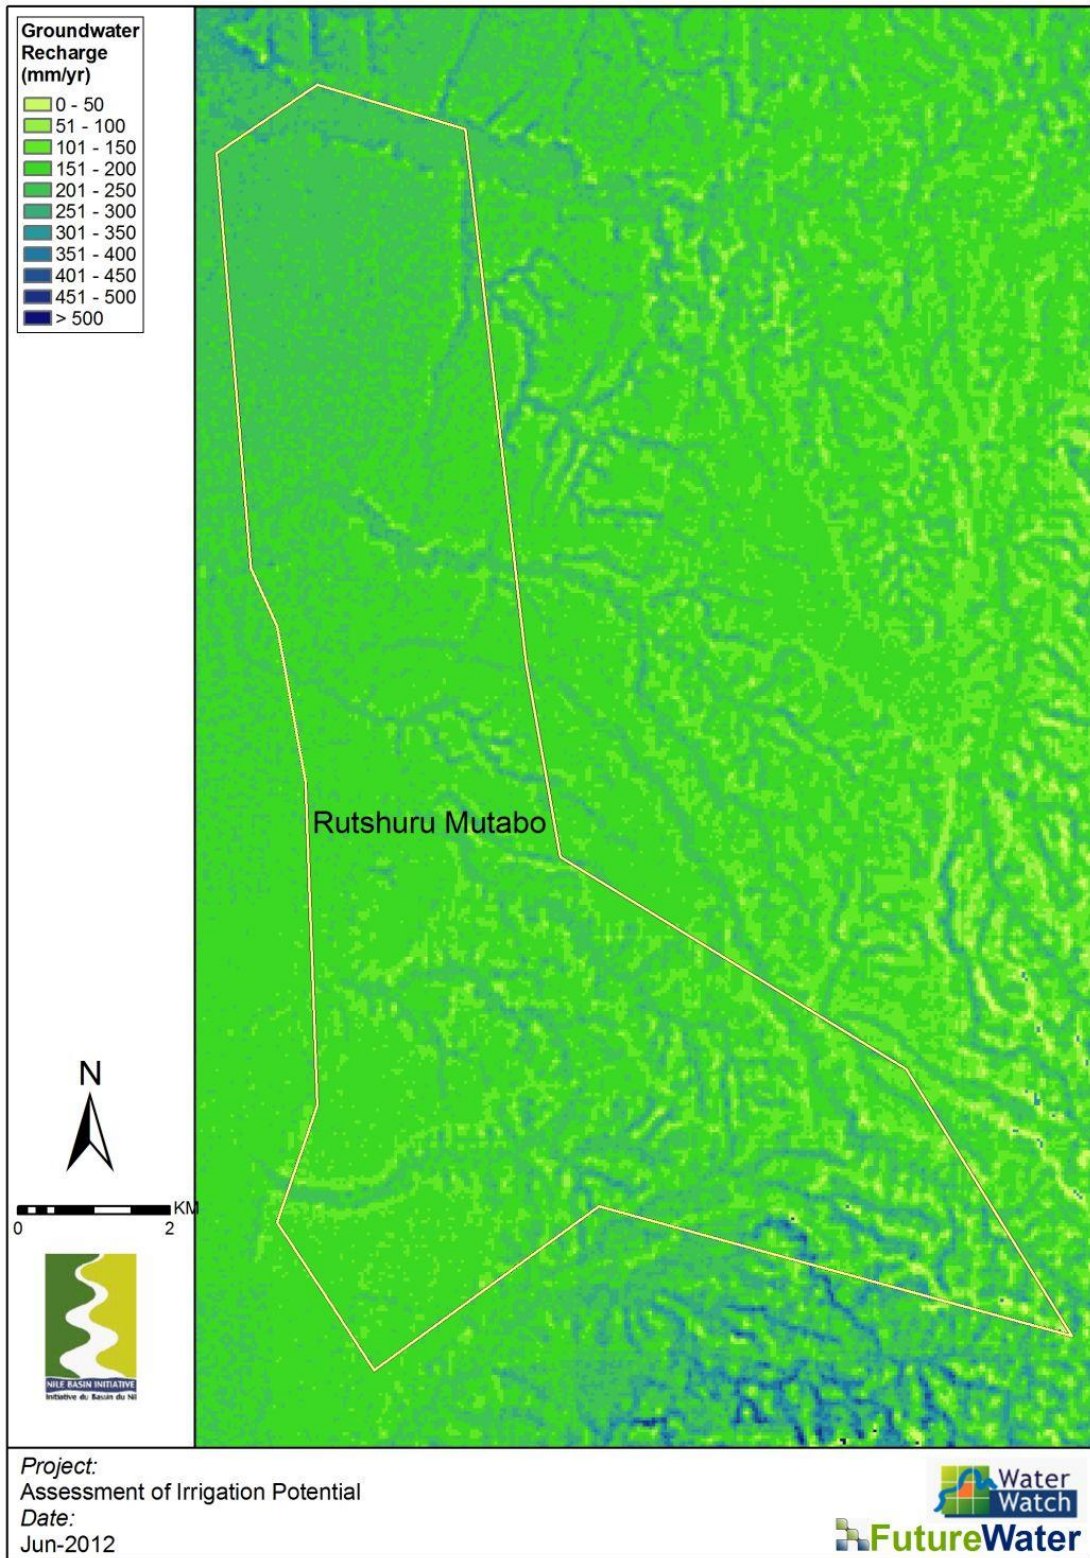 Groundwater
Recharge
(mm/yr)
0 - 50
51 - 100
101 - 150
151 - 200
201 - 250
251 - 300
301 - 350
351 - 400
401 - 450
451 - 500
> 500
Rutshuru Mutabo
N
KM
0 2
NILE BASIN INITIATIVE
Initiative du Bassin du Nil
Project:
Assessment of Irrigation Potential
Date:
Jun-2012
Water
Watch
FutureWater